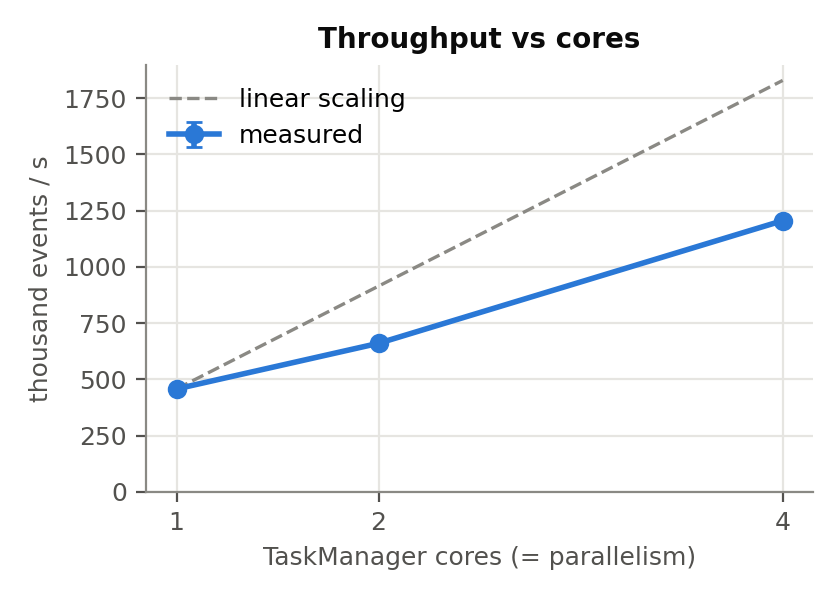 Throughput vs cores
linear scaling
measured
thousand events / s
1750
1500
1250
1000
750
500
250
0
1
2
4
TaskManager cores (= parallelism)